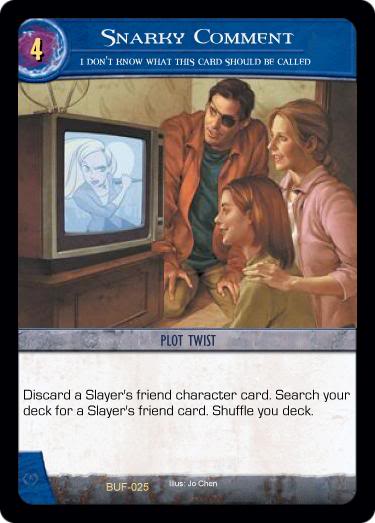 4
Snarky Comment
I don't know what this card should be called
PLOT TWIST
Discard a Slayer's friend character card. Search your
deck for a Slayer's friend card. Shuffle you deck.
BUF-025
Illus: Jo Chen